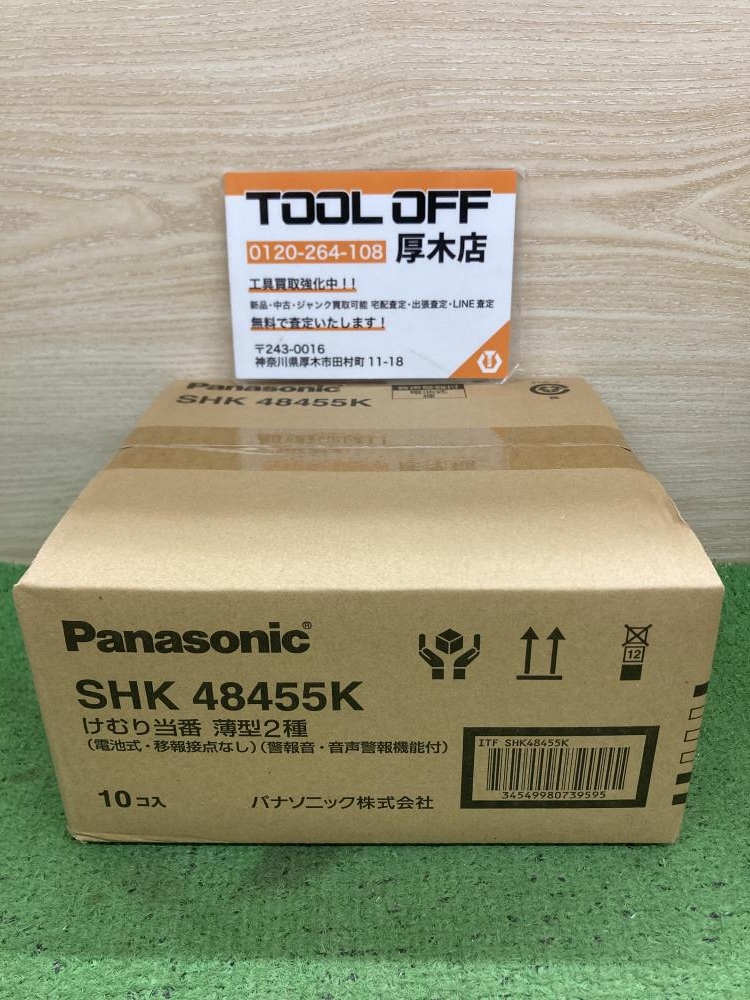 TOOL OFF
0120-264-108 厚木店
工具買取強化中！！
新品・中古・ジャンク買取可能 宅配査定・出張査定・LINE査定
無料で査定いたします！
〒243-0016
神奈川県厚木市田村町11-18
Panasonic
SHK 48455K
電池式
Panasonic®
SHK 48455K
けむり当番 薄型2種
(電池式・移報接点なし)(警報音・音声警報機能付)
10コ入
パナソニック株式会社
12
ITF SHK48455K
34549980739595